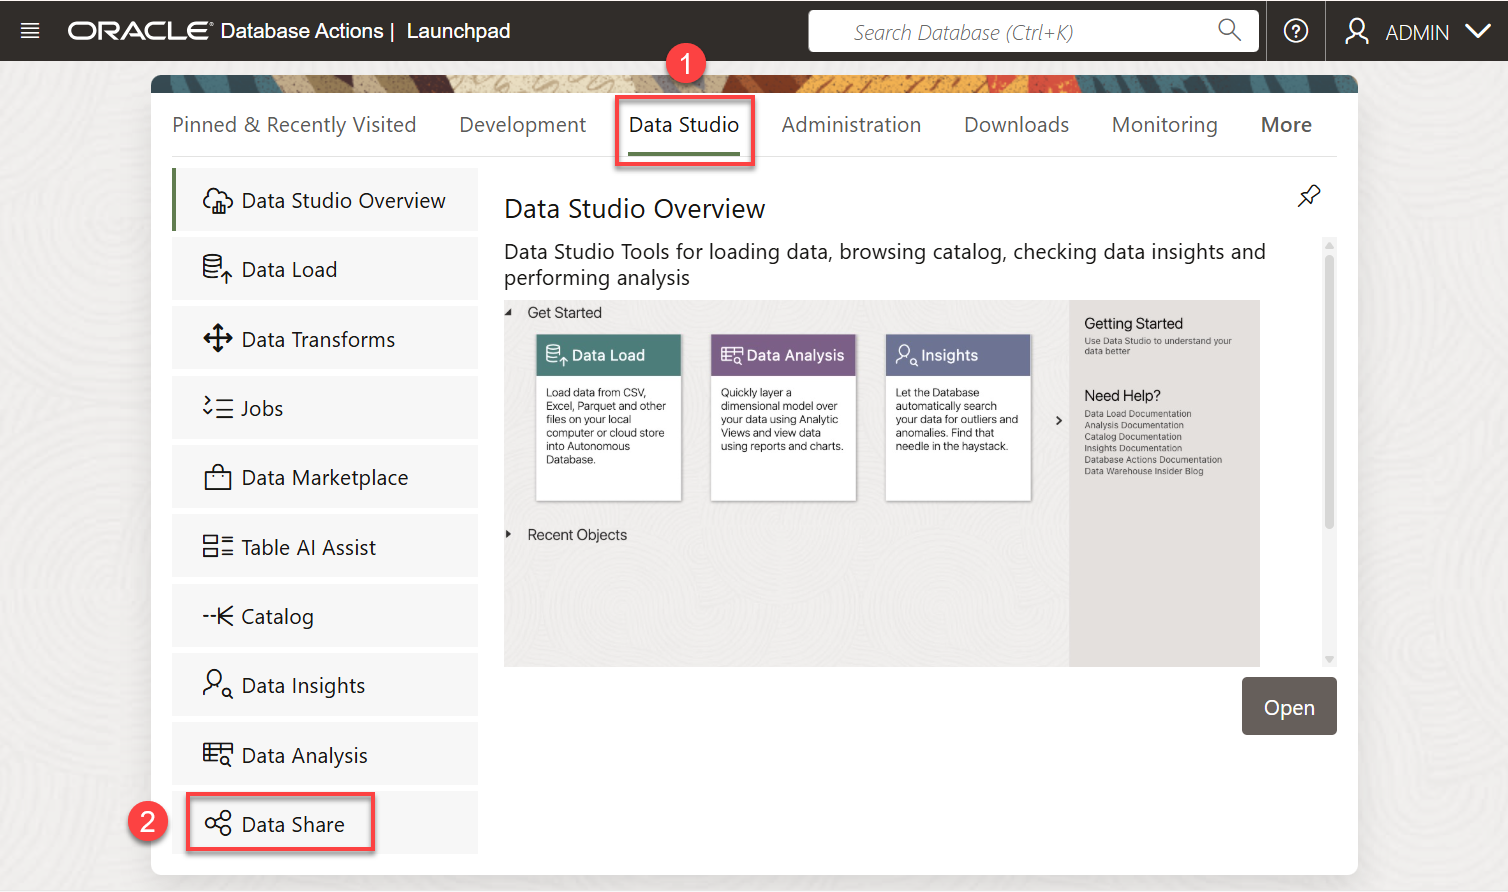 ORACLE Database Actions | Launchpad
Search Database (Ctrl+K)
ADMIN
1
Pinned & Recently Visited
Development
Data Studio
Administration
Downloads
Monitoring
More
Data Studio Overview
Data Load
Data Transforms
Jobs
Data Marketplace
Table AI Assist
Catalog
Data Insights
Data Analysis
2
Data Share
Data Studio Overview
Data Studio Tools for loading data, browsing catalog, checking data insights and
performing analysis
Get Started
Data Load
Load data from CSV,
Excel, Parquet and other
files on your local
computer or cloud store
into Autonomous
Database.
Data Analysis
Quickly layer a
dimensional model over
your data using Analytic
Views and view data
using reports and charts.
Insights
Let the Database
automatically search
your data for outliers and
anomalies. Find that
needle in the haystack.
Recent Objects
Getting Started
Use Data Studio to understand your
data better
Need Help?
Data Load Documentation
Analysis Documentation
Catalog Documentation
Insights Documentation
Database Actions Documentation
Data Warehouse Insider Blog
Open